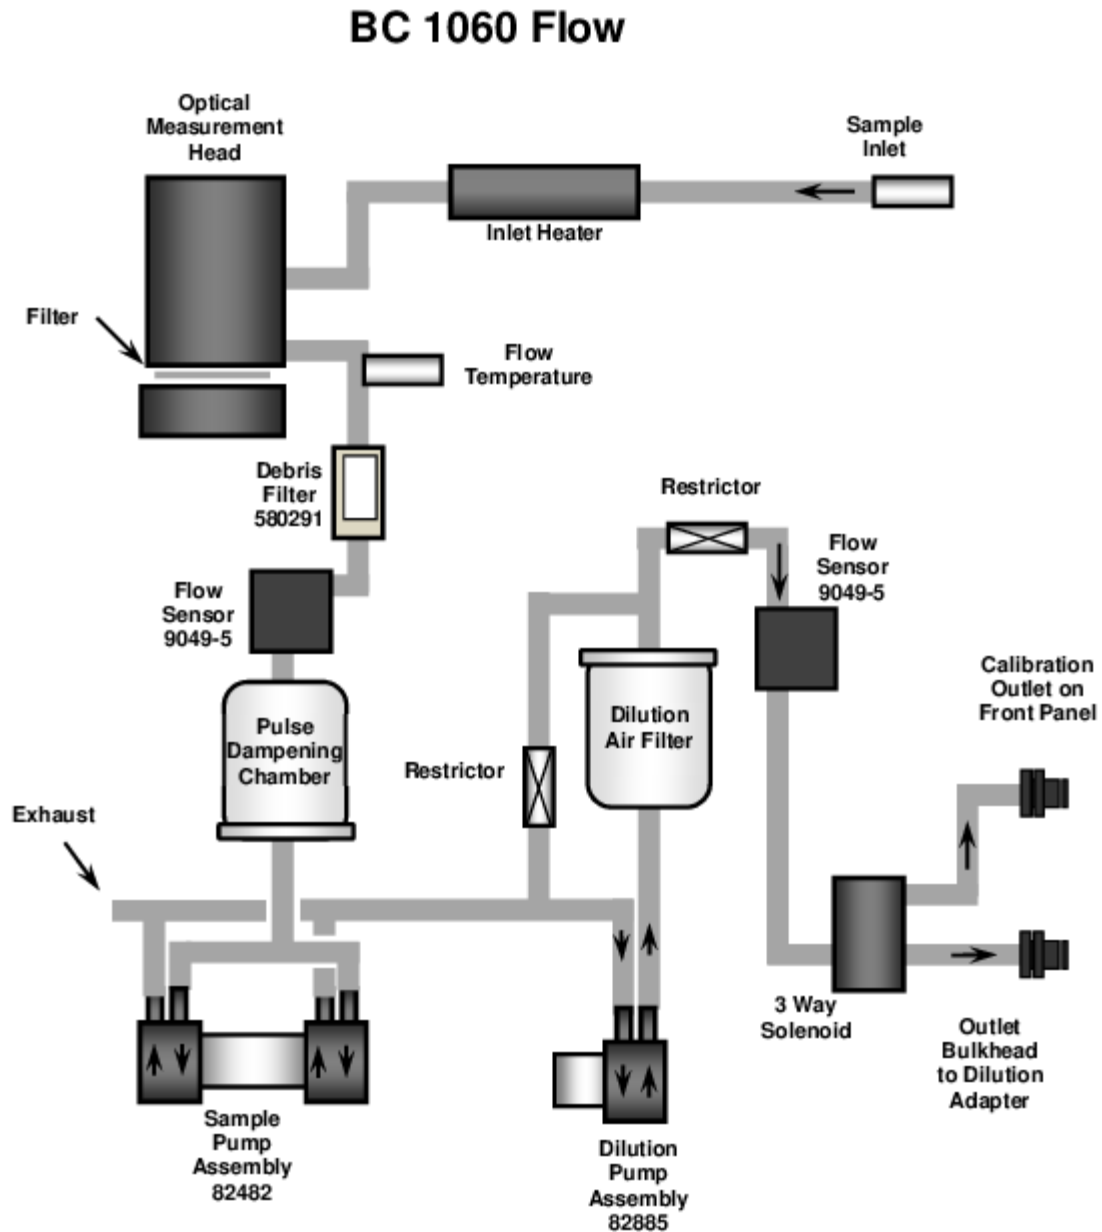 BC 1060 Flow
Optical
Measurement
Head
Sample
Inlet
Inlet Heater
Filter
Flow
Temperature
Debris
Filter
580291
Restrictor
Flow
Sensor
9049-5
Flow
Sensor
9049-5
Calibration
Outlet on
Front Panel
Dilution
Air Filter
Pulse
Dampening
Chamber
Restrictor
Exhaust
3 Way
Solenoid
Outlet
Bulkhead
to Dilution
Adapter
Sample
Pump
Assembly
82482
Dilution
Pump
Assembly
82885